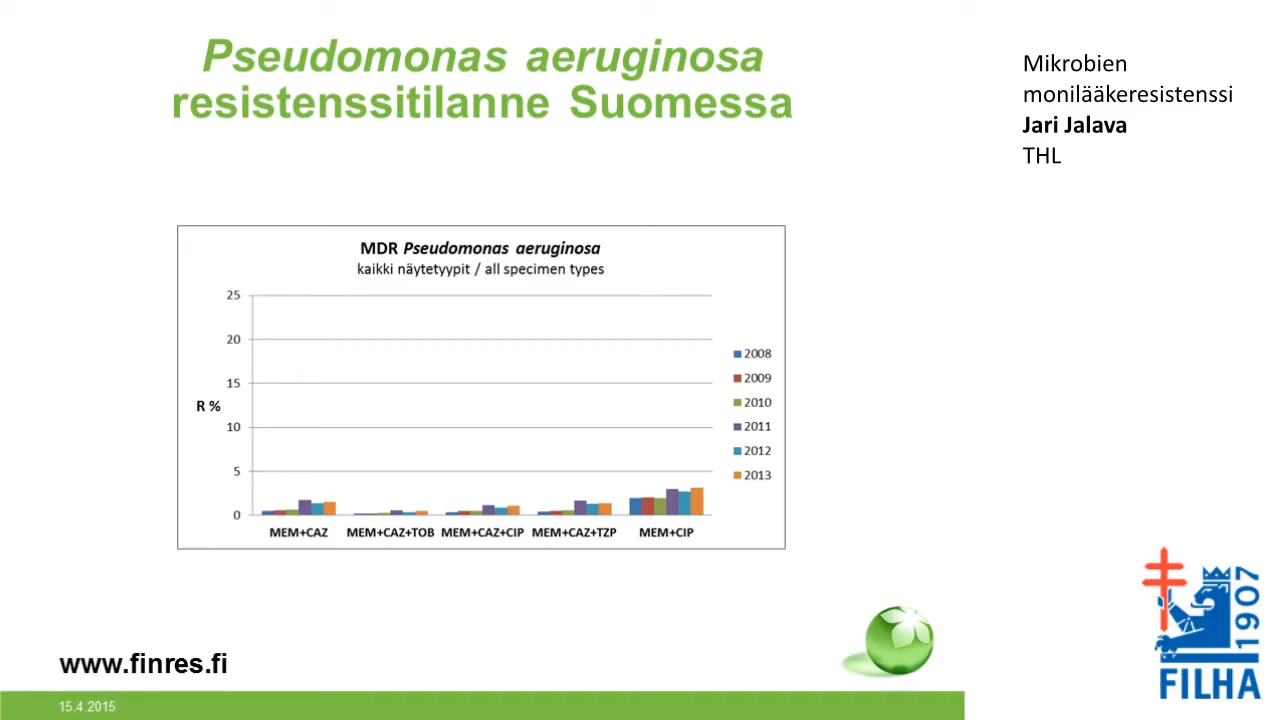 Pseudomonas aeruginosa
resistenssitilanne Suomessa
Mikrobien
monilääkeresistenssi
Jari Jalava
THL
MDR Pseudomonas aeruginosa
kaikki näytetyypit / all specimen types
25
20
15
R %
10
5
0
MEM+CAZ MEM+CAZ+TOB MEM+CAZ+CIP MEM+CAZ+TZP MEM+CIP
2008
2009
2010
2011
2012
2013
www.finres.fi
15.4.2015
1907
FILHA